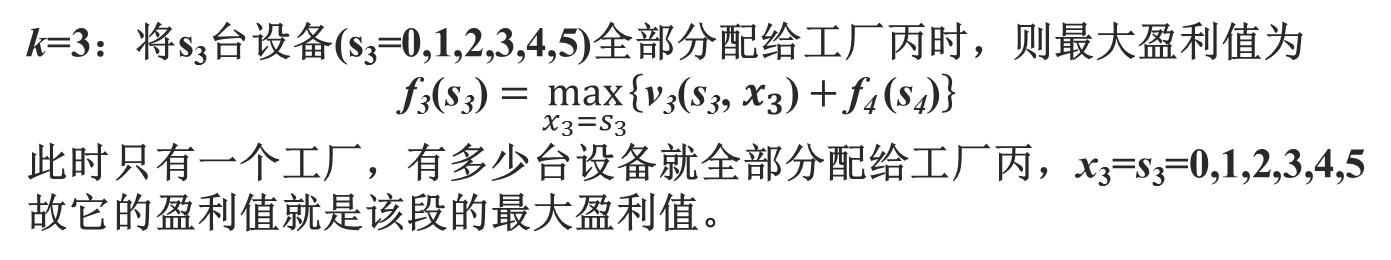 k=3：将s₃台设备(s₃=0,1,2,3,4,5)全部分配给工厂丙时，则最大盈利值为
f₃(s₃) = max{v₃(s₃, x₃) + f₄(s₄)}
x₃=s₃
此时只有一个工厂，有多少台设备就全部分配给工厂丙，x₃=s₃=0,1,2,3,4,5
故它的盈利值就是该段的最大盈利值。